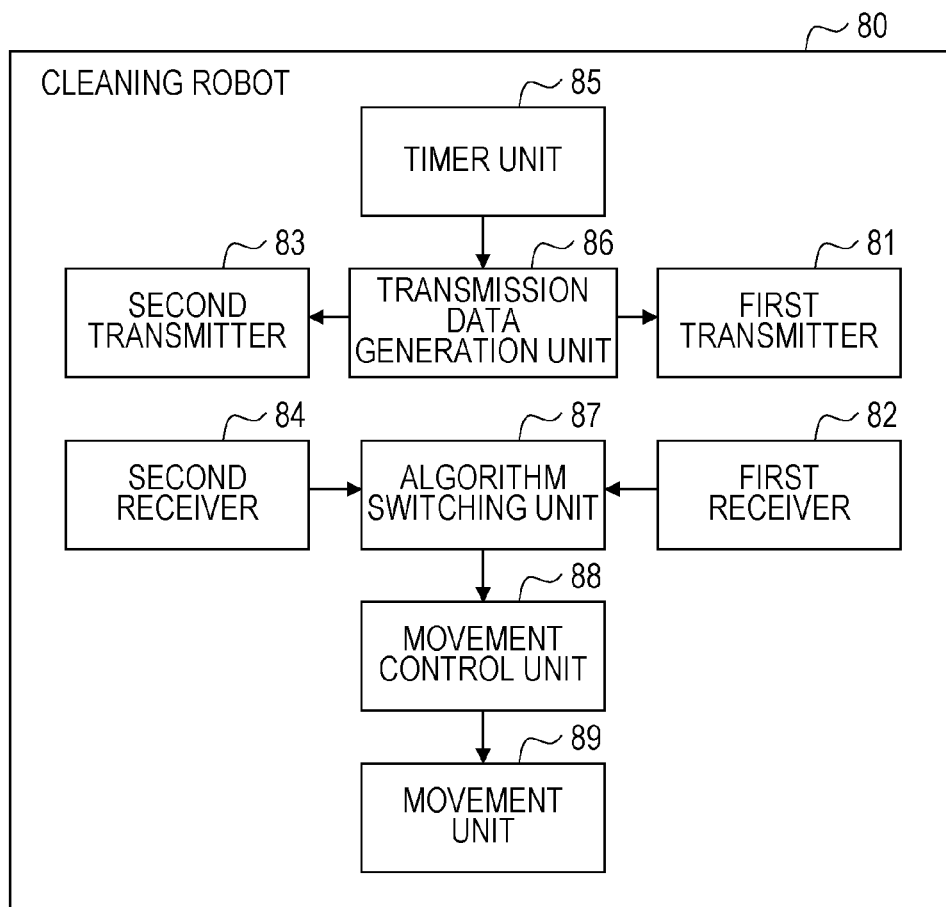 80
CLEANING ROBOT
85
TIMER UNIT
83
SECOND
TRANSMITTER
86
TRANSMISSION
DATA
GENERATION UNIT
81
FIRST
TRANSMITTER
84
SECOND
RECEIVER
87
ALGORITHM
SWITCHING UNIT
82
FIRST
RECEIVER
88
MOVEMENT
CONTROL UNIT
89
MOVEMENT
UNIT